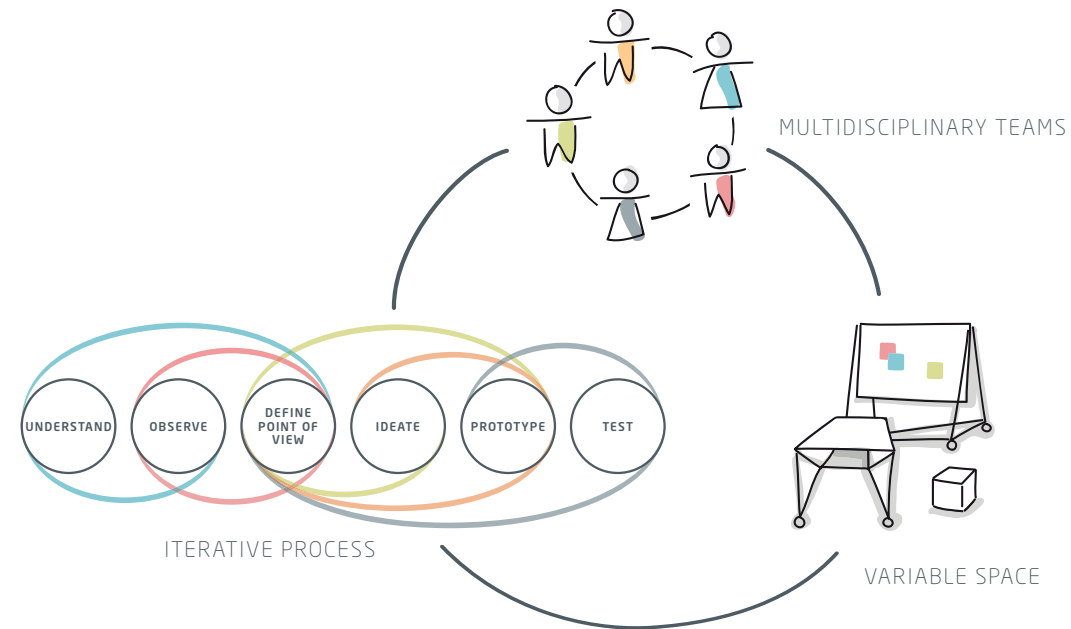 MULTIDISCIPLINARY TEAMS
UNDERSTAND
OBSERVE
DEFINE
POINT OF
VIEW
IDEATE
PROTOTYPE
TEST
ITERATIVE PROCESS
VARIABLE SPACE